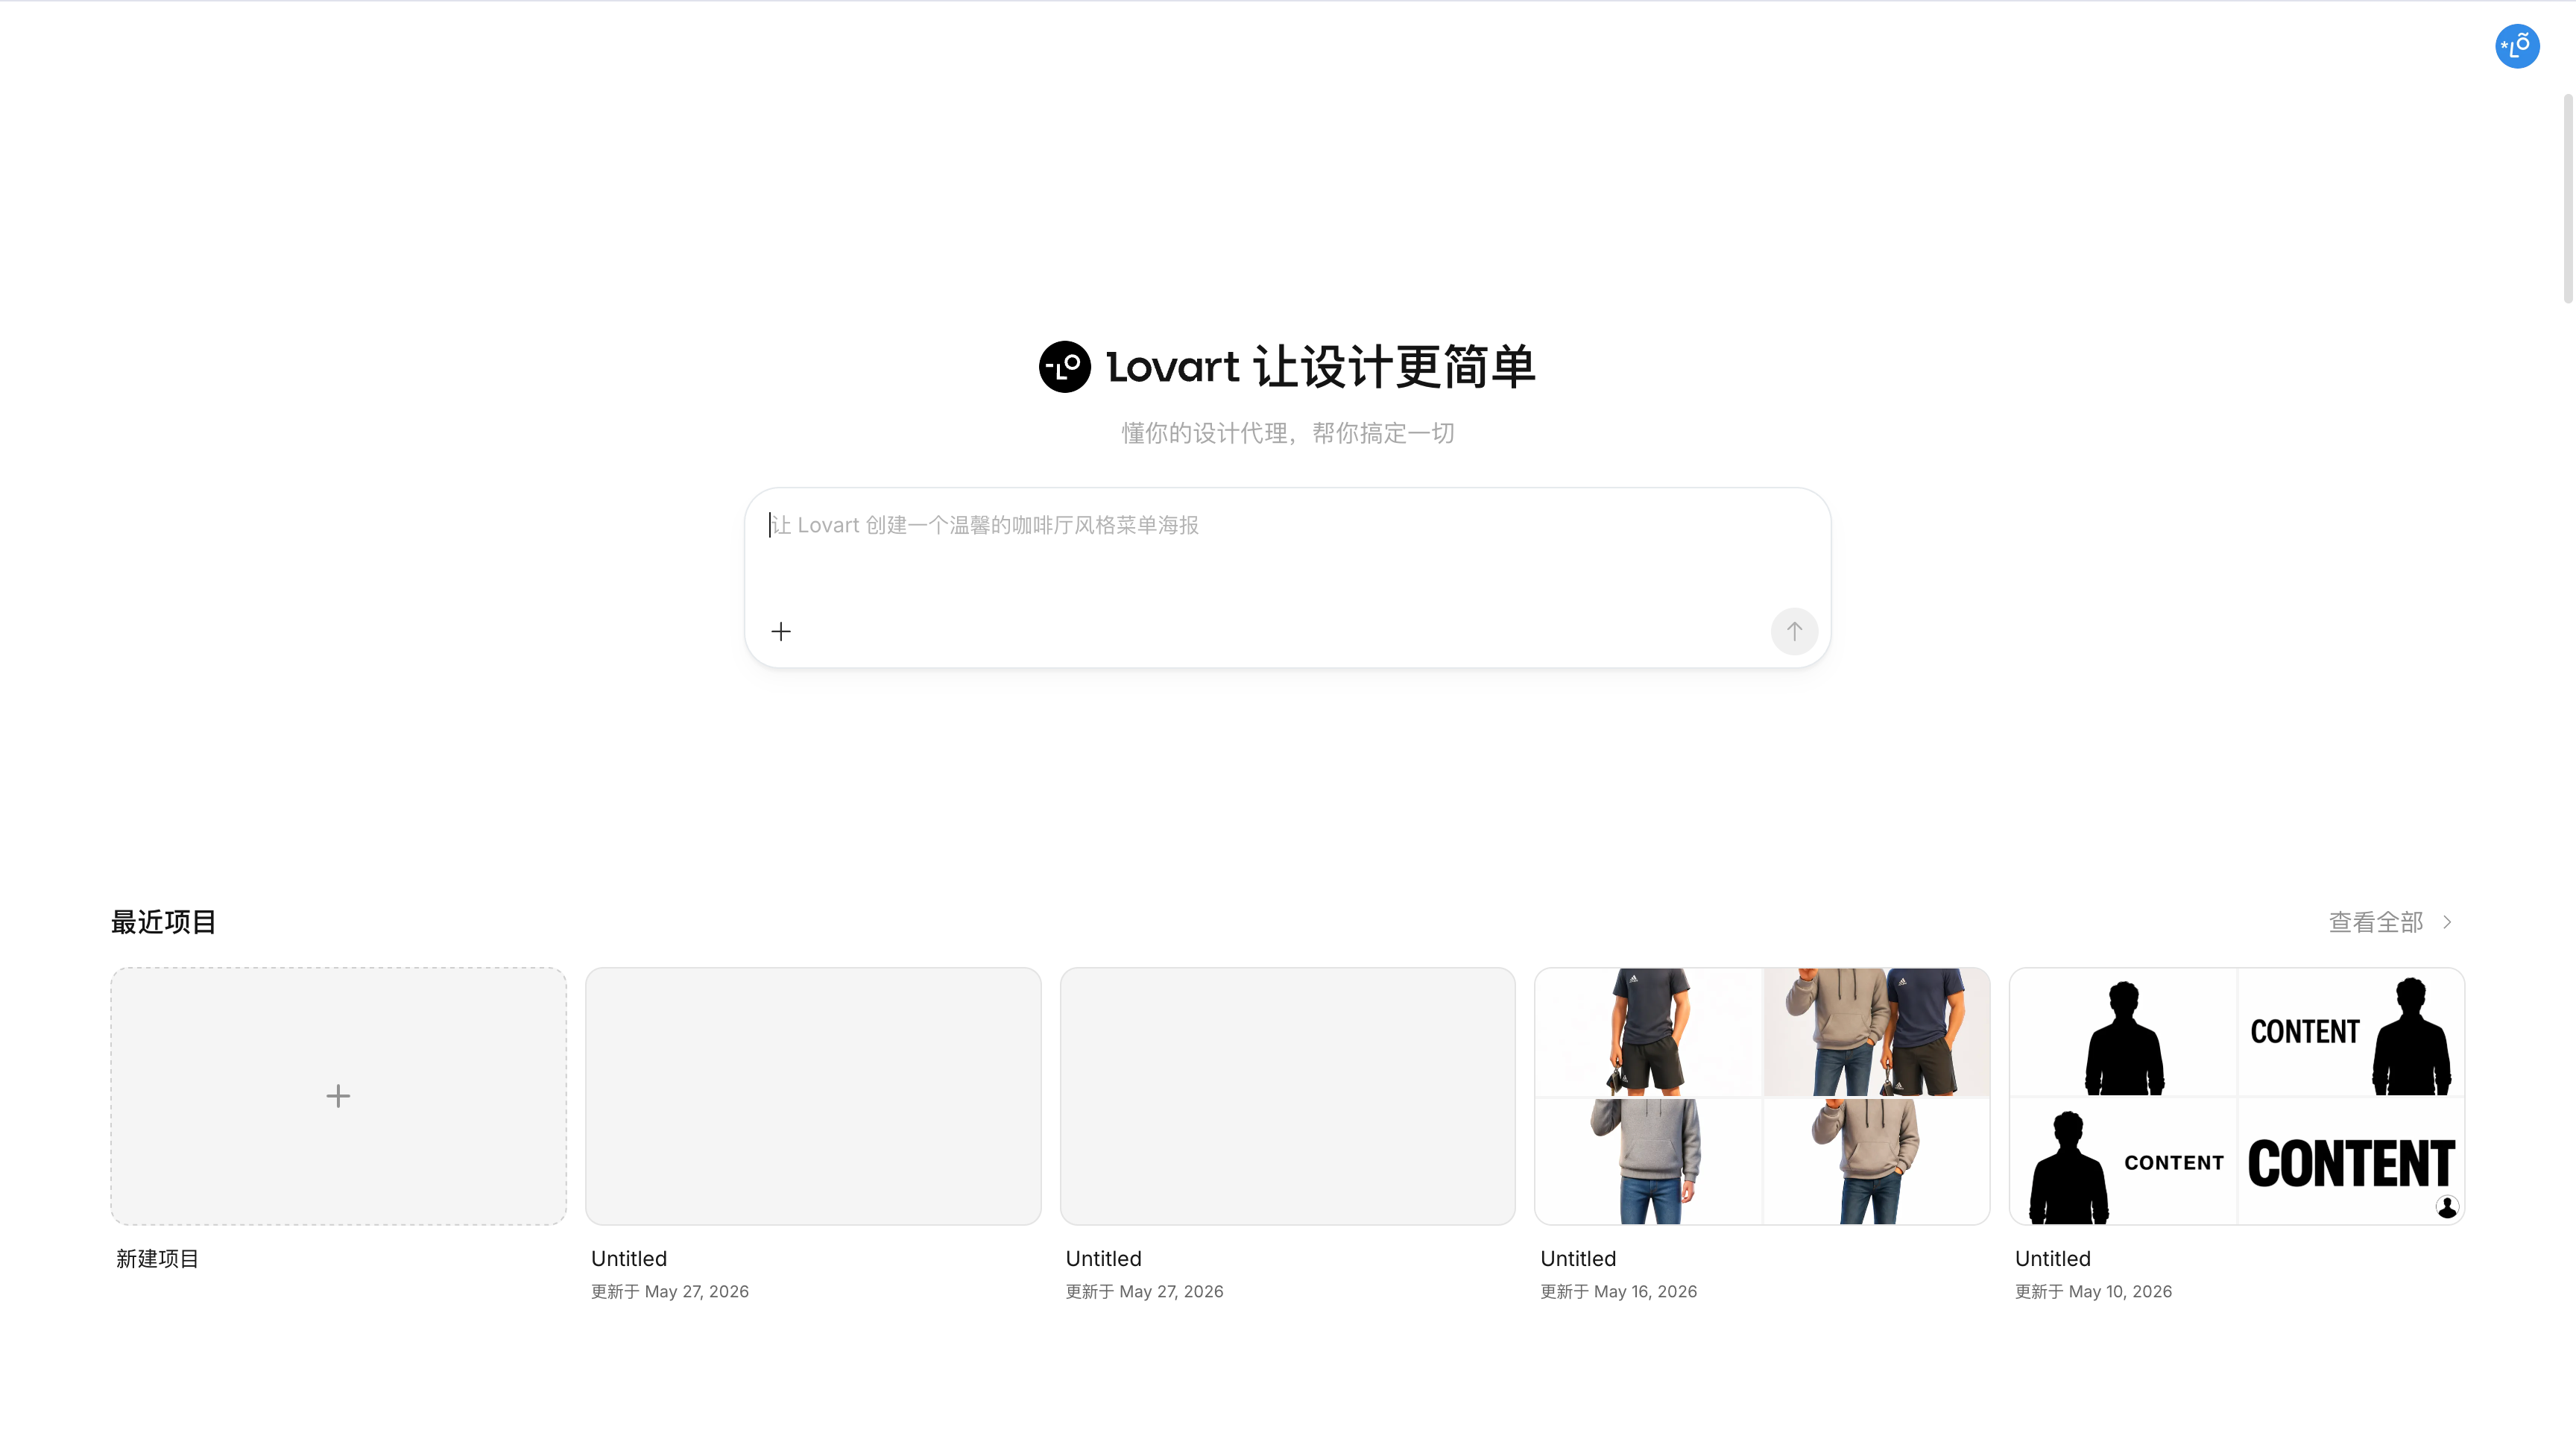 Lovart 让设计更简单
懂你的设计代理，帮你搞定一切
让 Lovart 创建一个温馨的咖啡厅风格菜单海报
最近项目
查看全部
CONTENT
CONTENT
CONTENT
新建项目
Untitled
更新于 May 27, 2026
Untitled
更新于 May 27, 2026
Untitled
更新于 May 16, 2026
Untitled
更新于 May 10, 2026